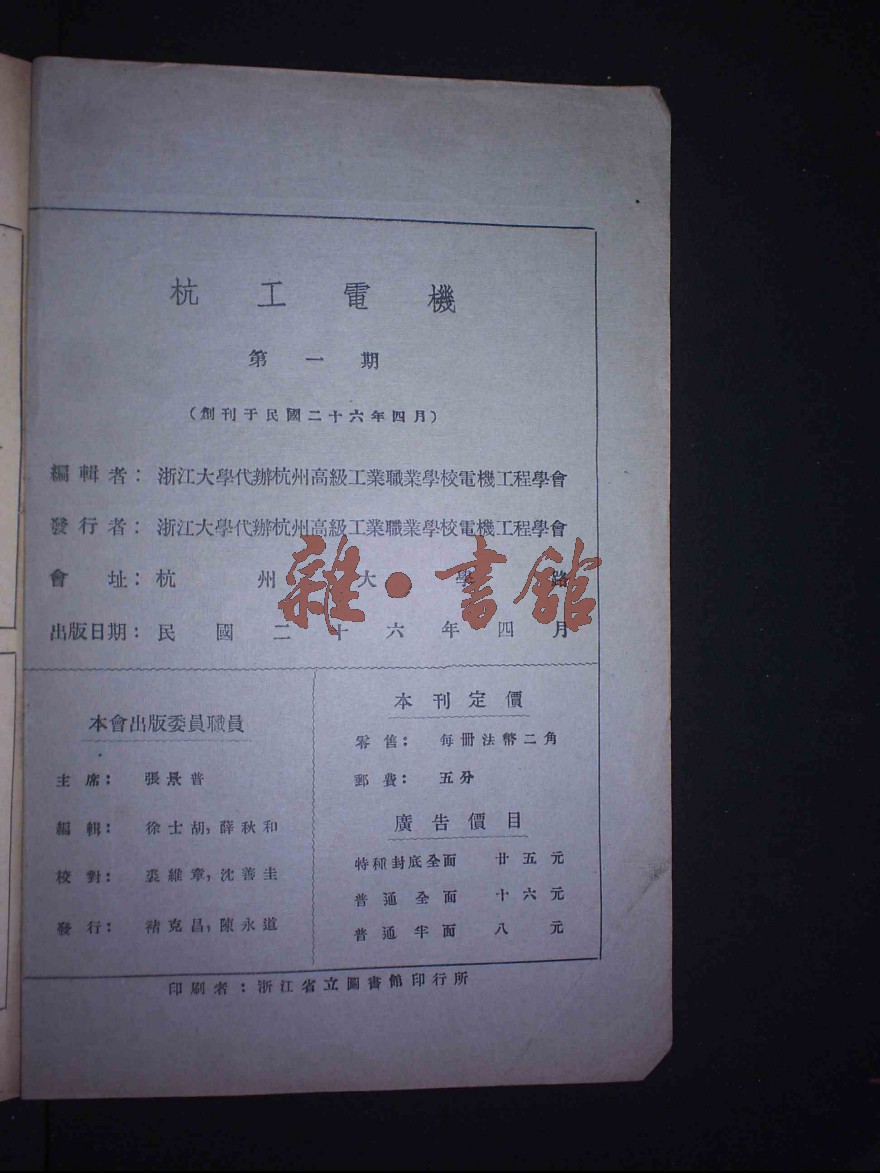 杭工電機
第一期
(創刊于民國二十六年四月)
編輯者：浙江大學代辦杭州高級工業職業學校電機工程學會
發行者：浙江大學代辦杭州高級工業職業學校電機工程學會
會址：杭州大學路
出版日期：民國二十六年四月
本會出版委員職員
主席：張景普
編輯：徐士胡，薛秋和
校對：裘維章，沈善圭
發行：褚克昌，陳永道
本刊定價
零售：每冊法幣二角
郵費：五分
廣告價目
特種封底全面 廿五元
普通全面 十六元
普通半面 八元
印刷者：浙江省立圖書館印行所
雜·書館